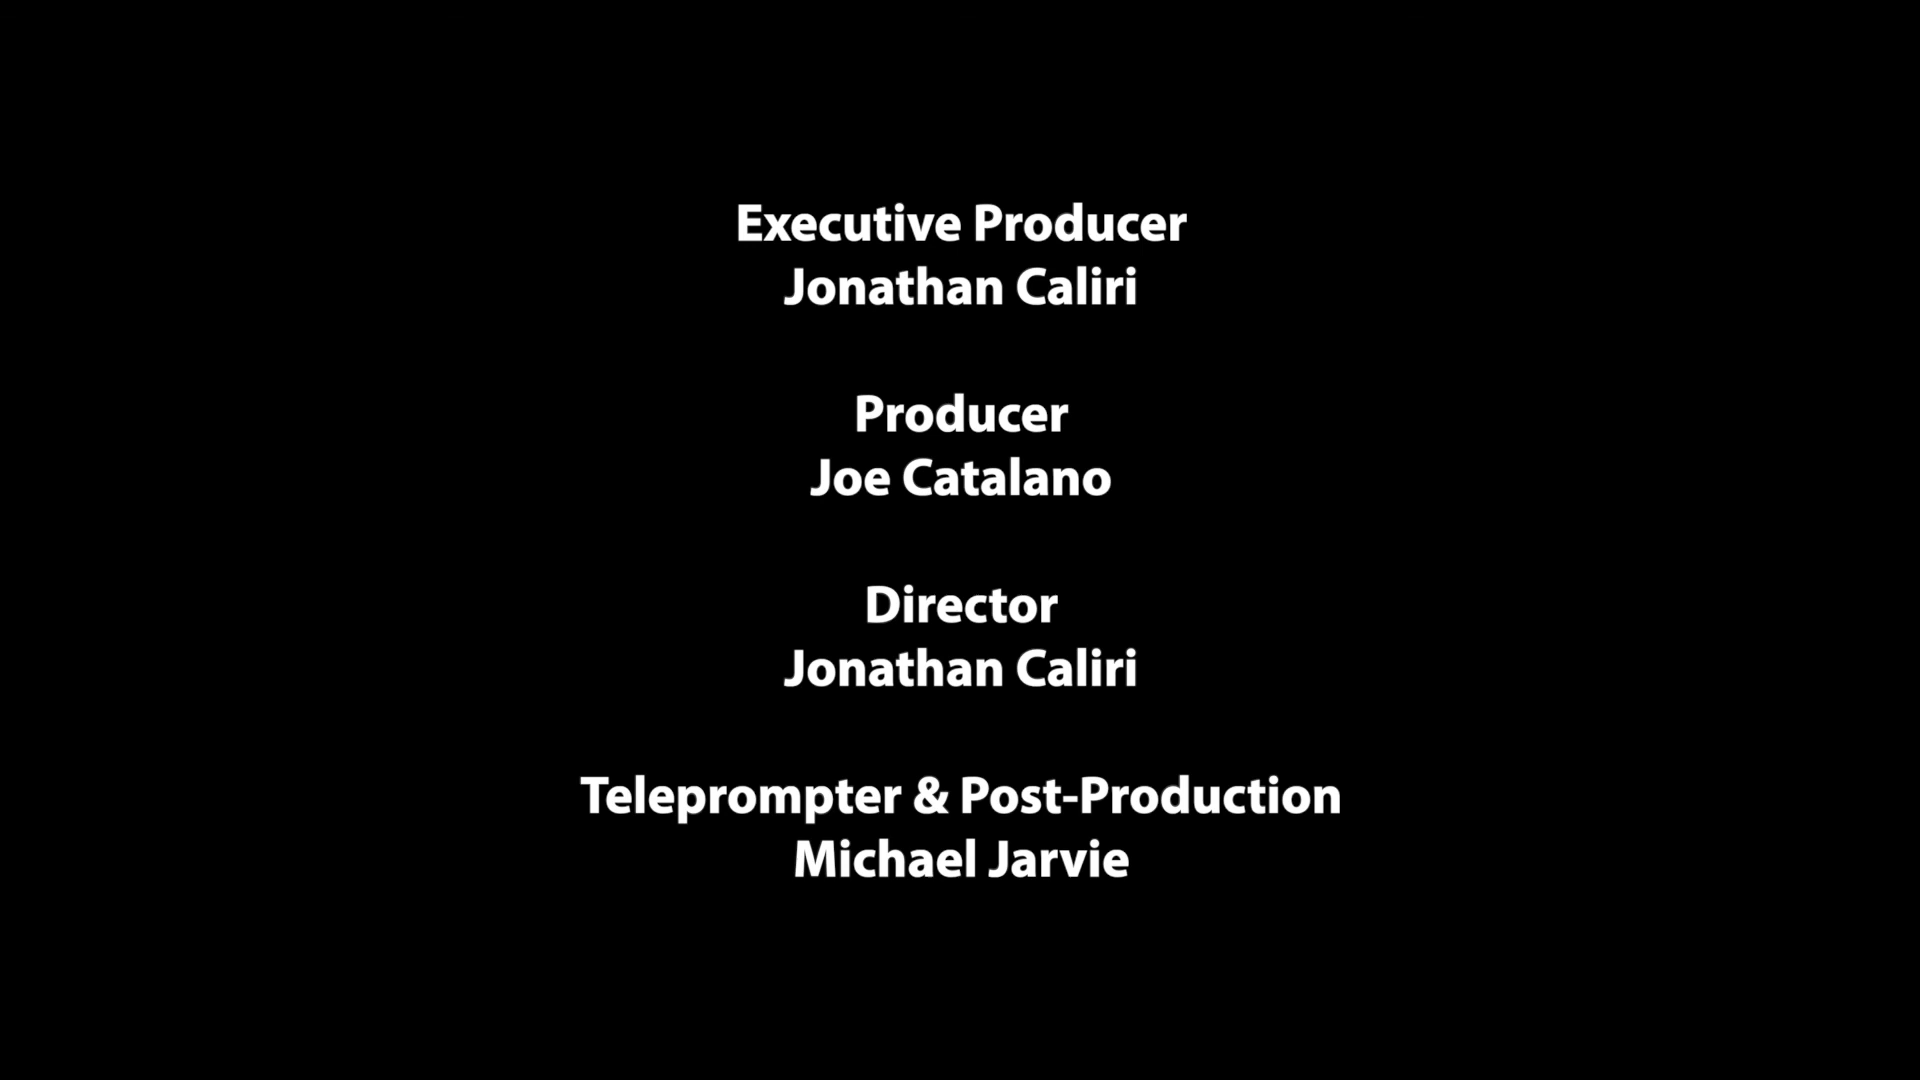 Executive Producer
Jonathan Caliri
Producer
Joe Catalano
Director
Jonathan Caliri
Teleprompter & Post-Production
Michael Jarvie